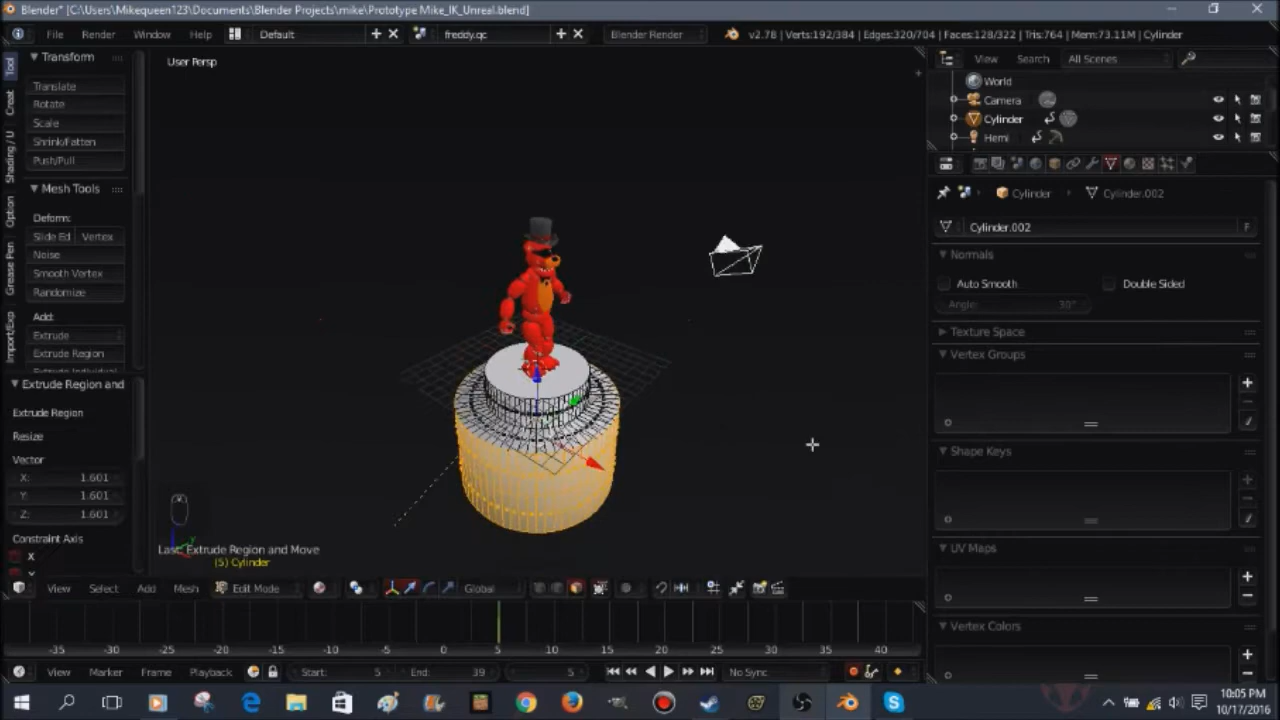 Blender* [C:\Users\Mikequeen123\Documents\Blender Projects\mike\Prototype Mike_IK_Unreal.blend]
File Render Window Help Default freddy.qc Blender Render v2.78 | Verts:192/384 | Edges:320/704 | Faces:128/322 | Tris:764 | Mem:73.11M | Cylinder
Transform
User Persp
View Search All Scenes
World
Translate
Camera
Rotate
Cylinder
Scale
Hemi
Shrink/Fatten
Push/Pull
Mesh Tools
Cylinder Cylinder.002
Deform:
Cylinder.002 F
Slide Ed Vertex
Noise
Normals
Smooth Vertex
Auto Smooth Double Sided
Randomize
Angle: 30°
Add:
Texture Space
Extrude
Extrude Region
Vertex Groups
Tool
Creat
Shading / U
Option
Grease Pen
Import/Exp
Extrude Region and
Extrude Region
Resize
Vector
Shape Keys
X: 1.601
Y: 1.601
Z: 1.601
Constraint Axis
X
Last: Extrude Region and Move
(5) Cylinder
UV Maps
View Select Add Mesh Edit Mode Global
Vertex Colors
-35 -30 -25 -20 -15 -10 -5 0 5 10 15 20 25 30 35 40
View Marker Frame Playback Start: 5 End: 39 5 No Sync
10:05 PM
10/17/2016